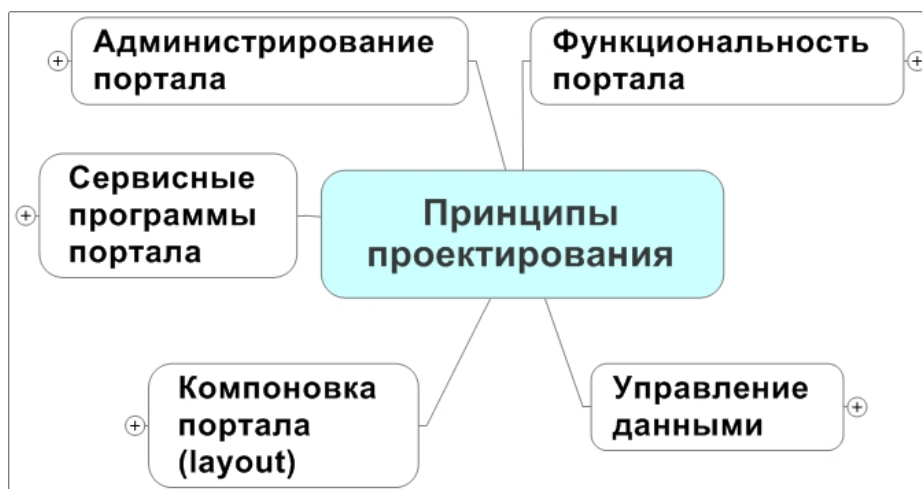 Администрирование
портала
Функциональность
портала
Сервисные
программы
портала
Принципы
проектирования
Компоновка
портала
(layout)
Управление
данными